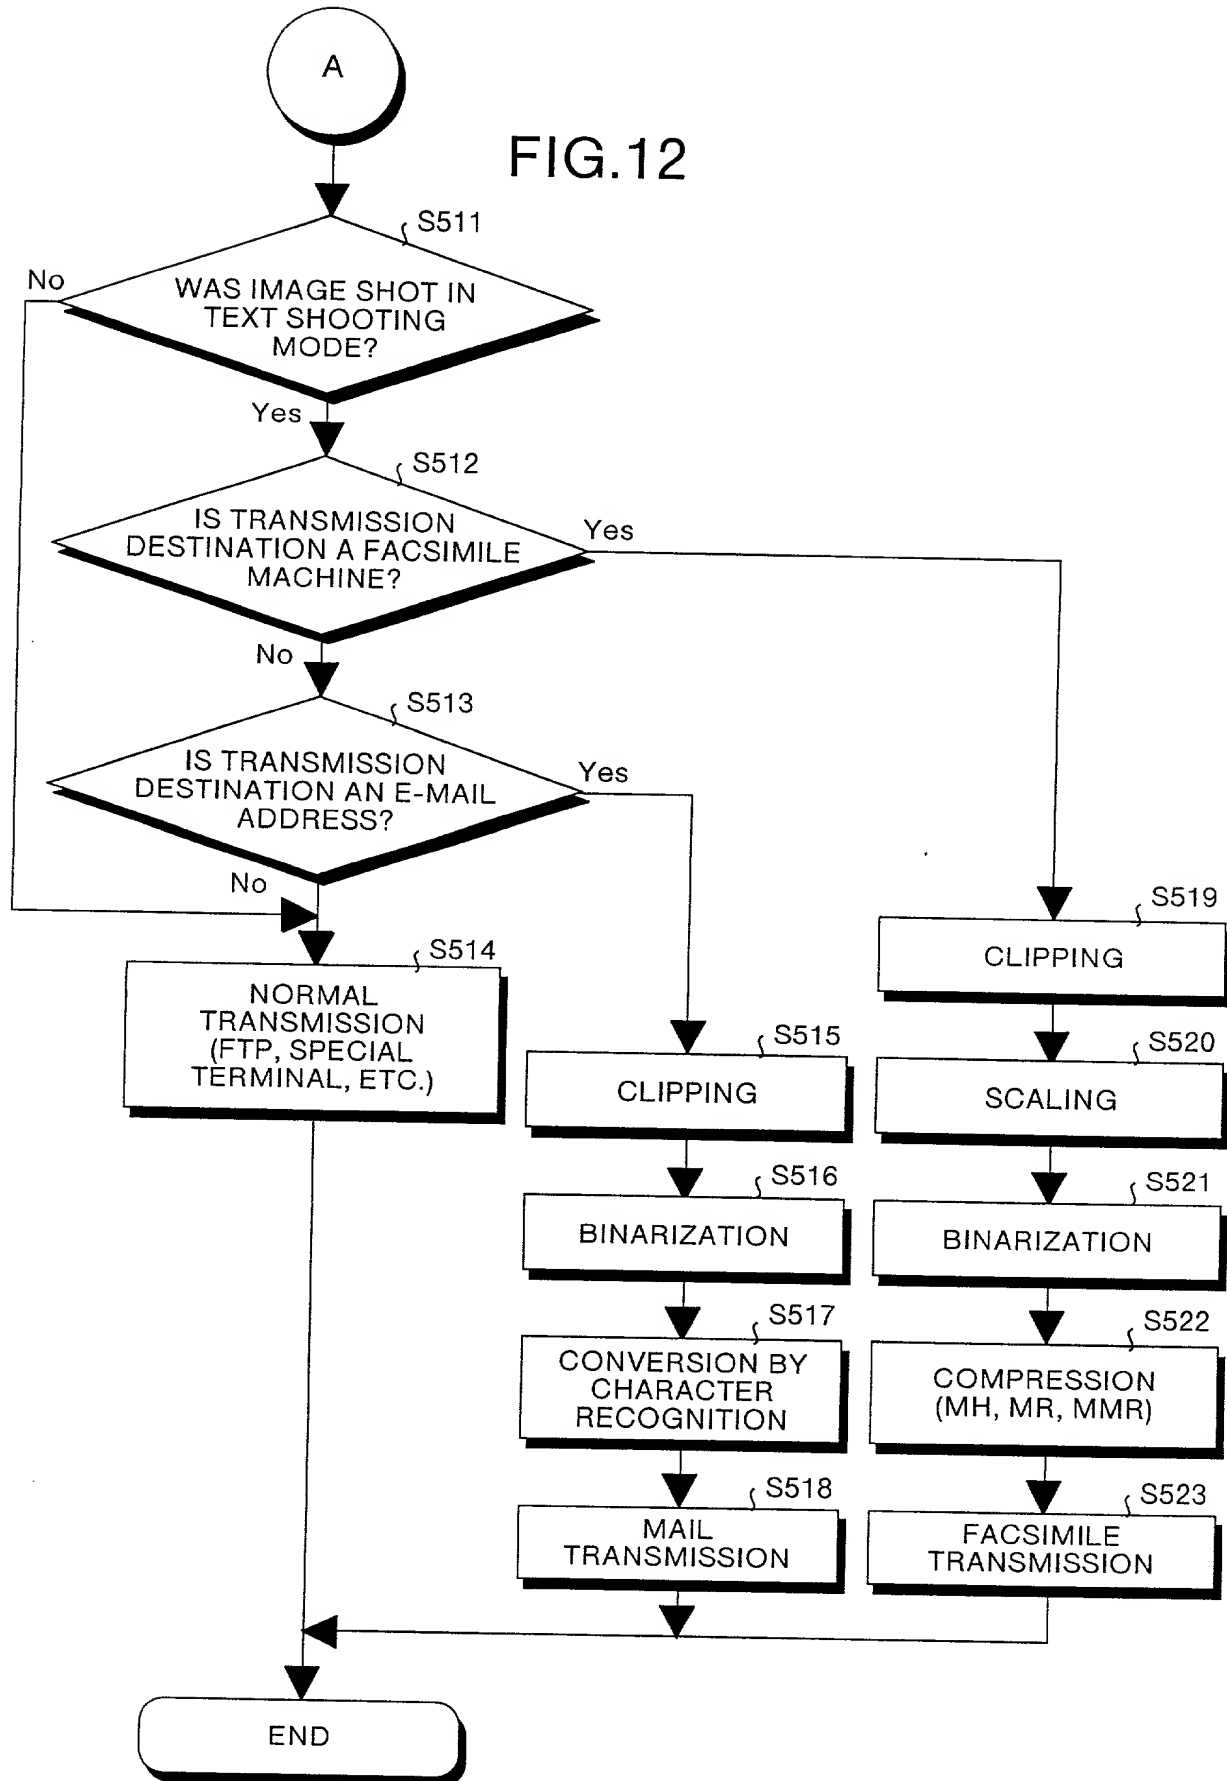 A
FIG.12
S511
No
WAS IMAGE SHOT IN
TEXT SHOOTING
MODE?
Yes
S512
IS TRANSMISSION
DESTINATION A FACSIMILE
MACHINE?
Yes
No
S513
IS TRANSMISSION
DESTINATION AN E-MAIL
ADDRESS?
Yes
No
S514
NORMAL
TRANSMISSION
(FTP, SPECIAL
TERMINAL, ETC.)
S515
CLIPPING
S516
BINARIZATION
S517
CONVERSION BY
CHARACTER
RECOGNITION
S518
MAIL
TRANSMISSION
S519
CLIPPING
S520
SCALING
S521
BINARIZATION
S522
COMPRESSION
(MH, MR, MMR)
S523
FACSIMILE
TRANSMISSION
END